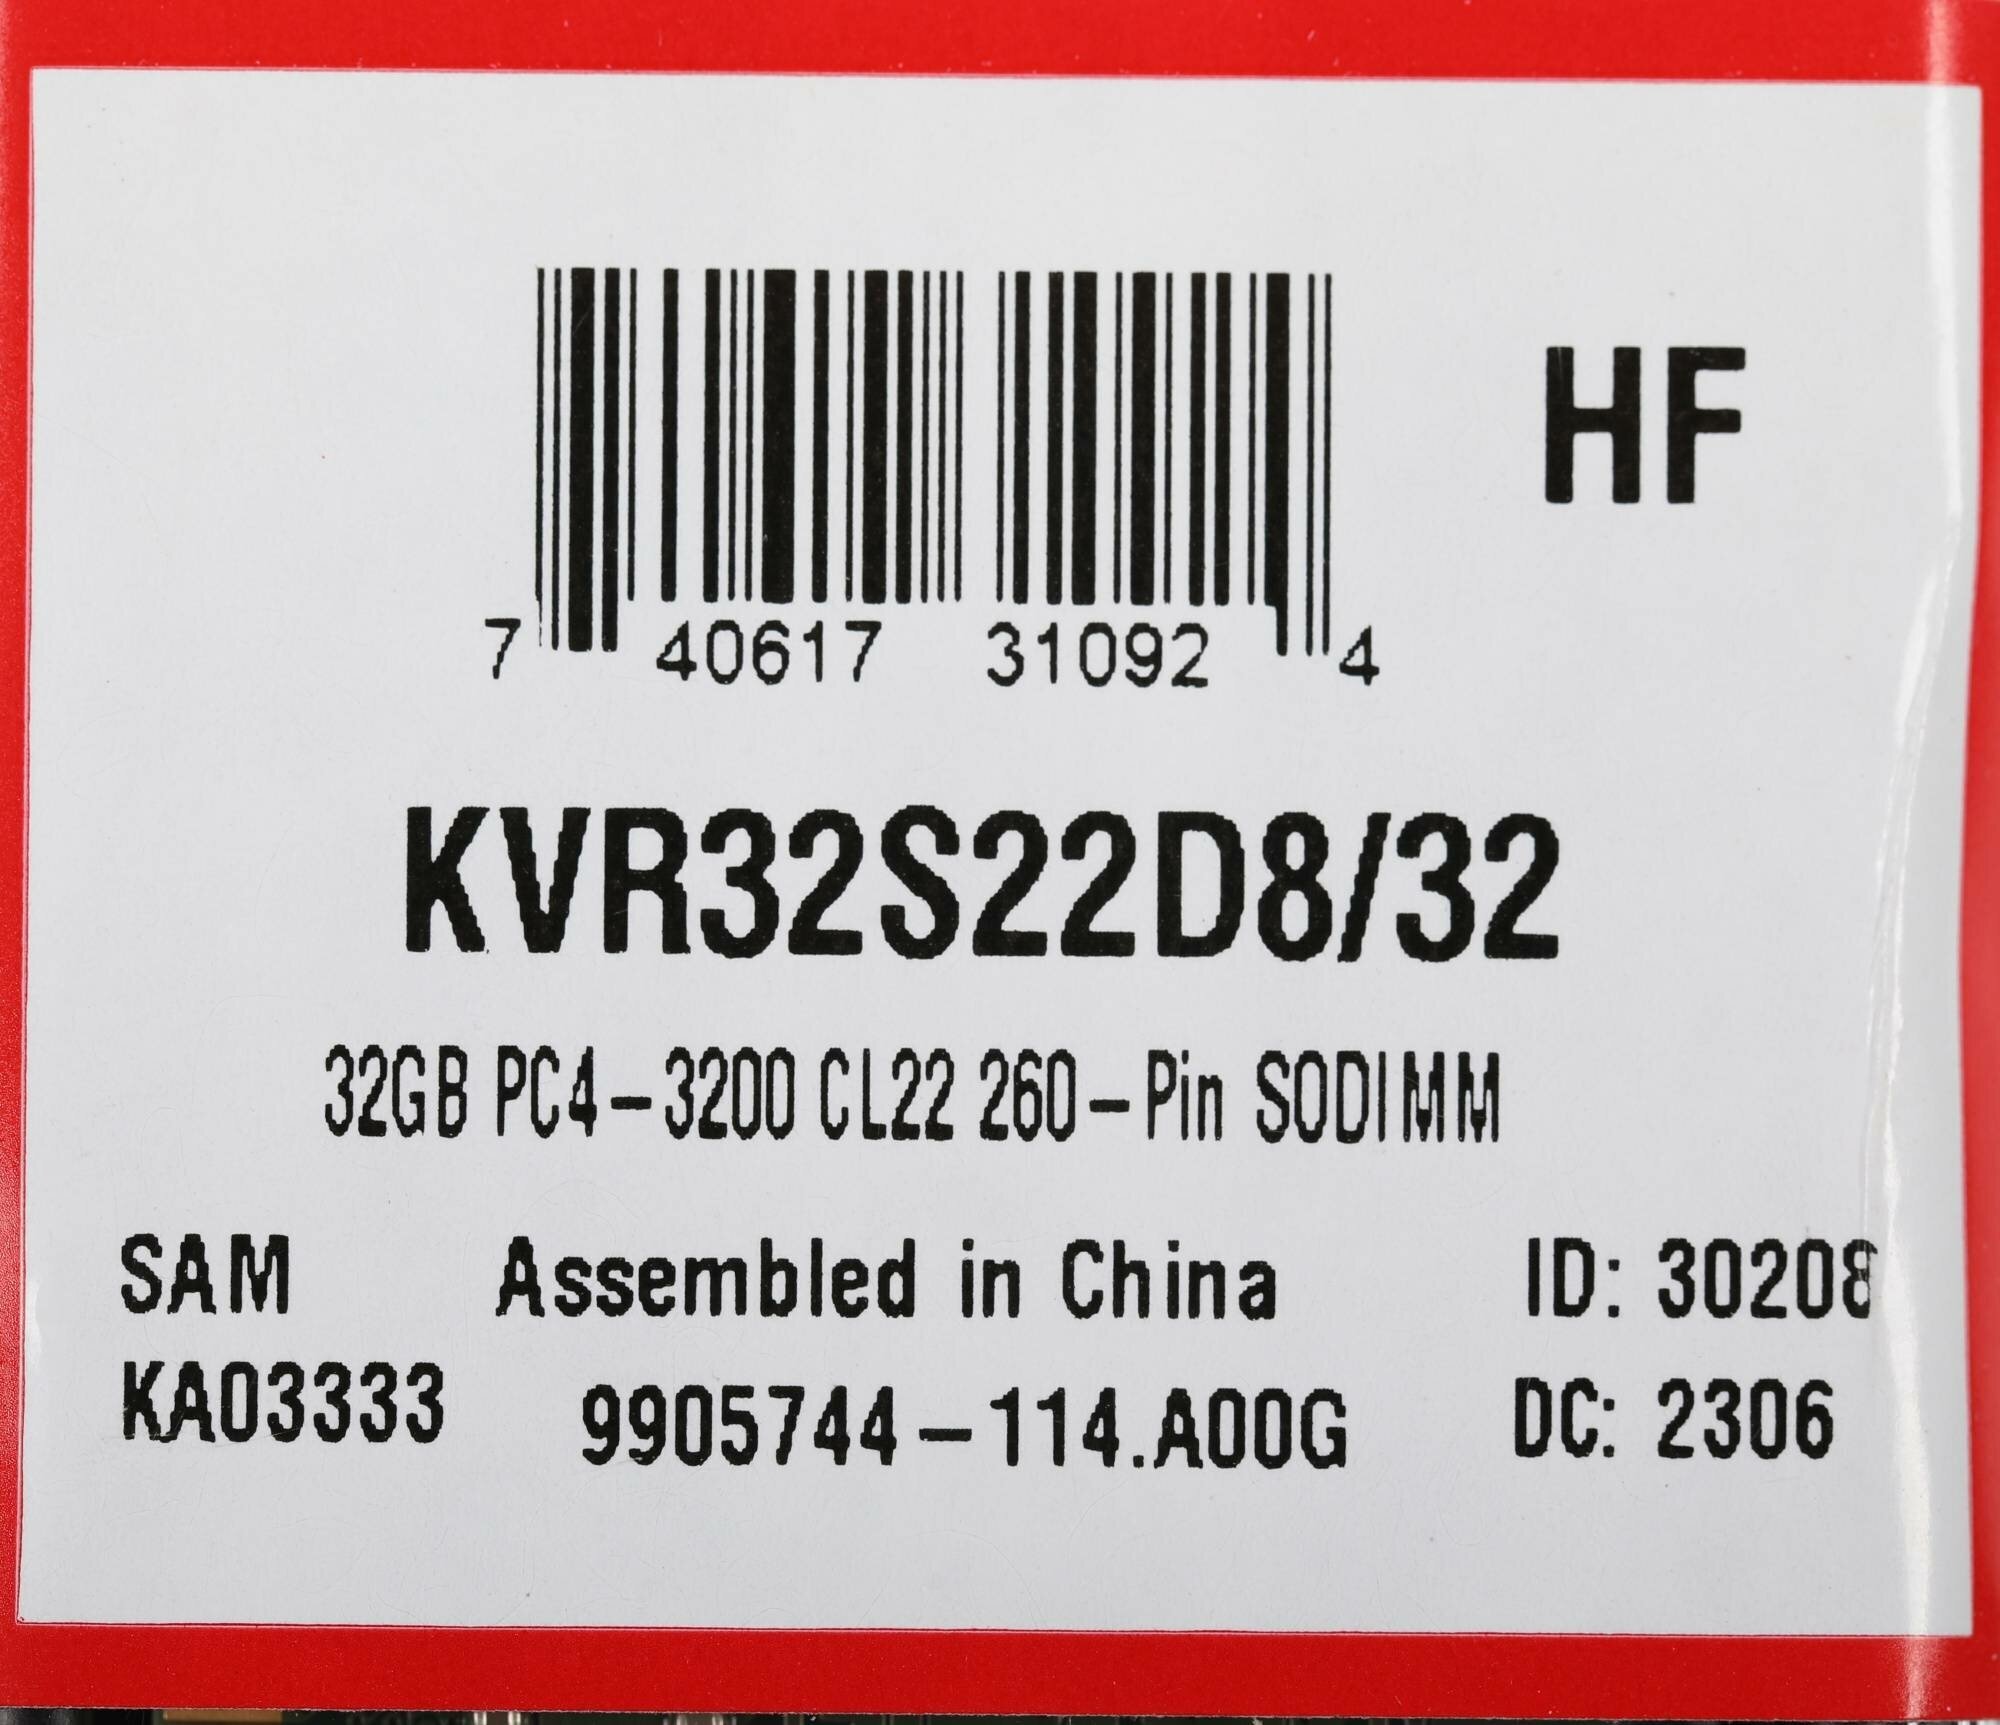 HF
7 40617 31092 4
KVR32S22D8/32
32GB PC4-3200 CL22 260-Pin SODIMM
SAM Assembled in China ID: 30208
KA03333 9905744-114.A00G DC: 2306